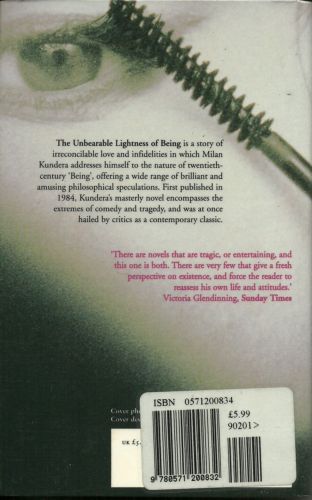 The Unbearable Lightness of Being is a story of
irreconcilable love and infidelities in which Milan
Kundera addresses himself to the nature of twentieth-
century 'Being', offering a wide range of brilliant and
amusing philosophical speculations. First published in
1984, Kundera's masterly novel encompasses the
extremes of comedy and tragedy, and was at once
hailed by critics as a contemporary classic.
'There are novels that are tragic, or entertaining, and
this one is both. There are very few that give a fresh
perspective on existence, and force the reader to
reassess his own life and attitudes.'
Victoria Glendinning, Sunday Times
ISBN 0571200834
£5.99
90201>
9 780571 200832
Cover
Cover
UK £5.